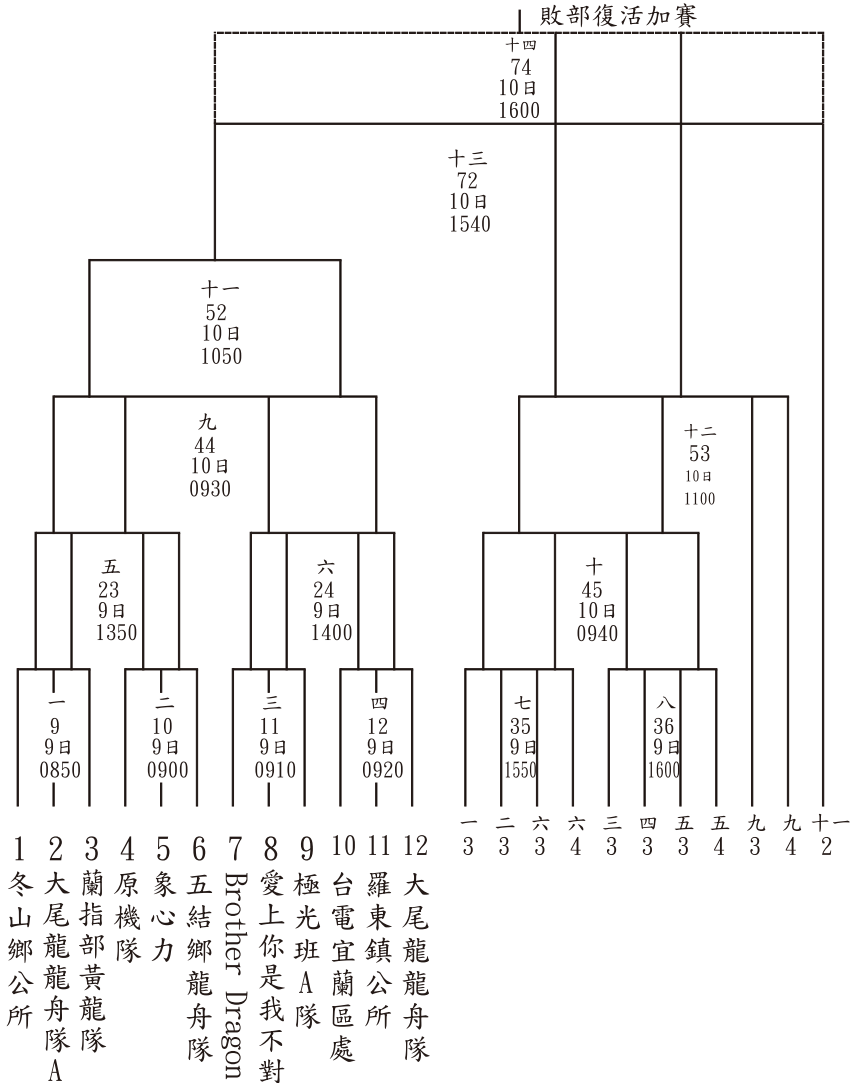 敗部復活加賽
十四
74
10日
1600
十三
72
10日
1540
十一
52
10日
1050
九
44
10日
0930
十二
53
10日
1100
五
23
9日
1350
六
24
9日
1400
十
45
10日
0940
一
9
9日
0850
二
10
9日
0900
三
11
9日
0910
四
12
9日
0920
七
35
9日
1550
八
36
9日
1600
一3
二3
六3
六4
三3
四3
五3
五4
九3
九4
十一2
1 冬山鄉公所
2 大尾龍龍舟隊A
3 蘭指部黃龍隊
4 原機隊
5 象心力
6 五結鄉龍舟隊
7 Brother Dragon
8 愛上你是我不對
9 極光班A隊
10 台電宜蘭區處
11 羅東鎮公所
12 大尾龍龍舟隊